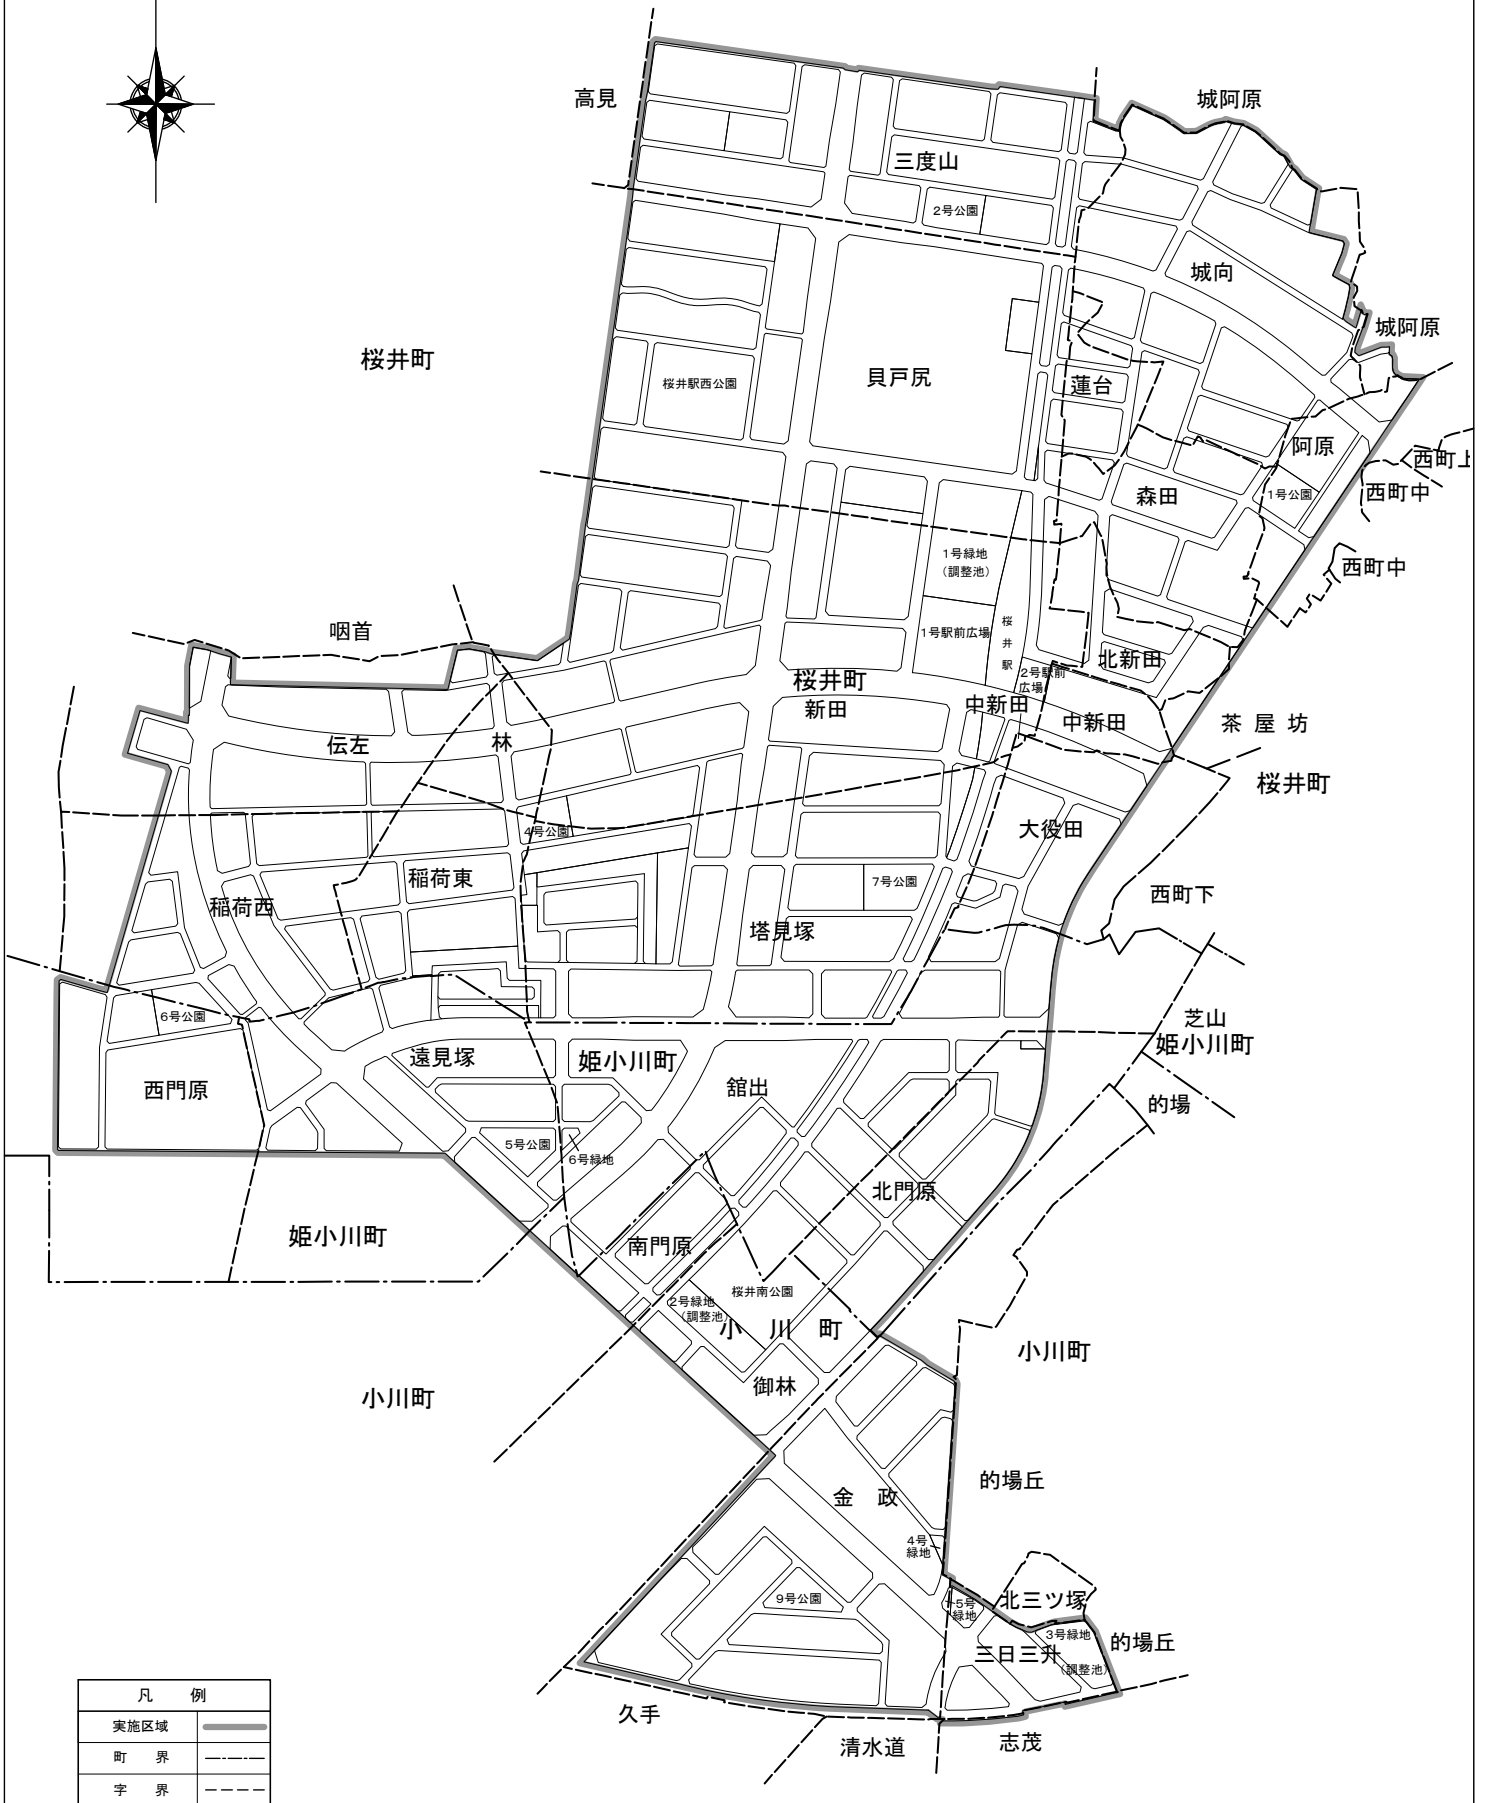 高見
城阿原
三度山
2号公園
城向
城阿原
桜井町
桜井駅西公園
貝戸尻
蓮台
阿原
西町上
1号公園
西町中
森田
1号緑地
（調整池）
西町中
咽首
1号駅前広場
桜井駅
北新田
2号駅前
広場
桜井町
新田
中新田
中新田
茶屋坊
伝左
林
桜井町
4号公園
大役田
稲荷東
7号公園
西町下
稲荷西
塔見塚
6号公園
芝山
姫小川町
遠見塚
姫小川町
西門原
舘出
的場
5号公園
6号緑地
北門原
姫小川町
南門原
桜井南公園
2号緑地
（調整池）
小川町
小川町
御林
小川町
的場丘
金政
4号
緑地
9号公園
5号
緑地
北三ツ塚
3号緑地
的場丘
三日三升
（調整池）
久手
清水道
志茂
凡例
実施区域
町界
字界